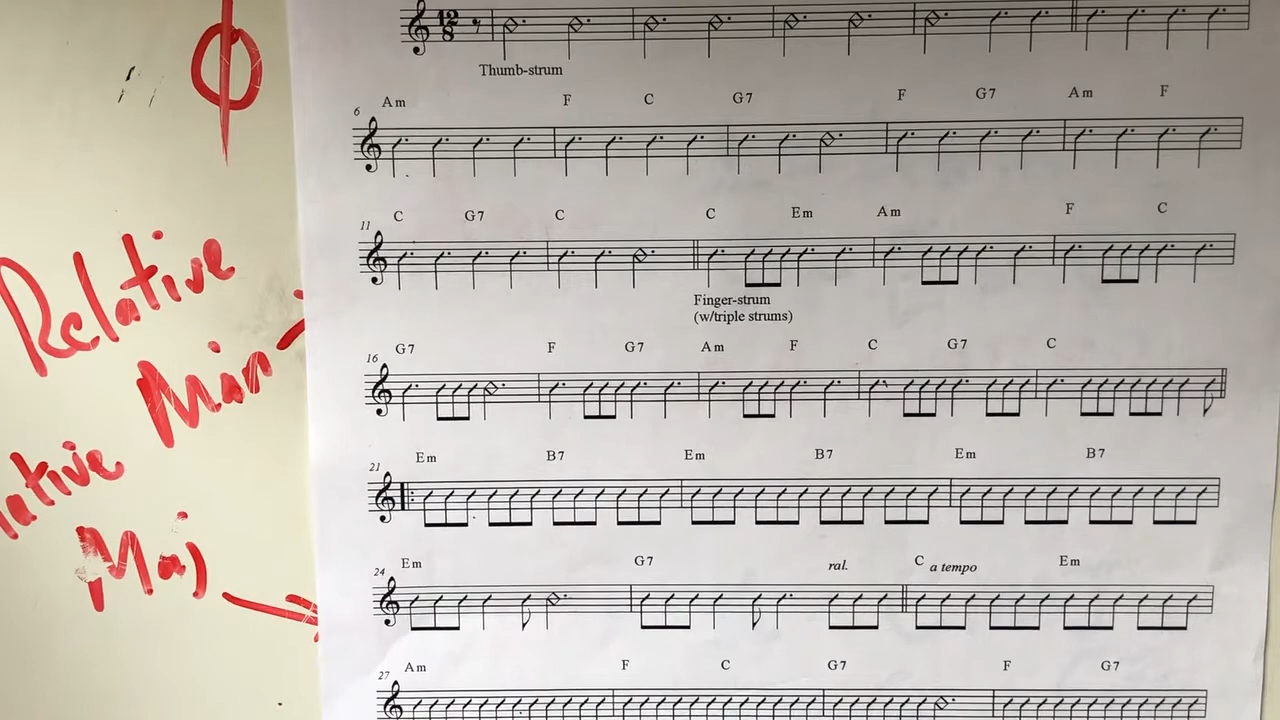 12
8
Thumb-strum
Am F C G7 F G7 Am F
6
C G7 C C Em Am F C
11
Finger-strum
(w/triple strums)
G7 F G7 Am F C G7 C
16
Em B7 Em B7 Em B7
21
Em G7 ral. C a tempo Em
24
Am F C G7 F G7
27
Relative
Min
lative
Maj